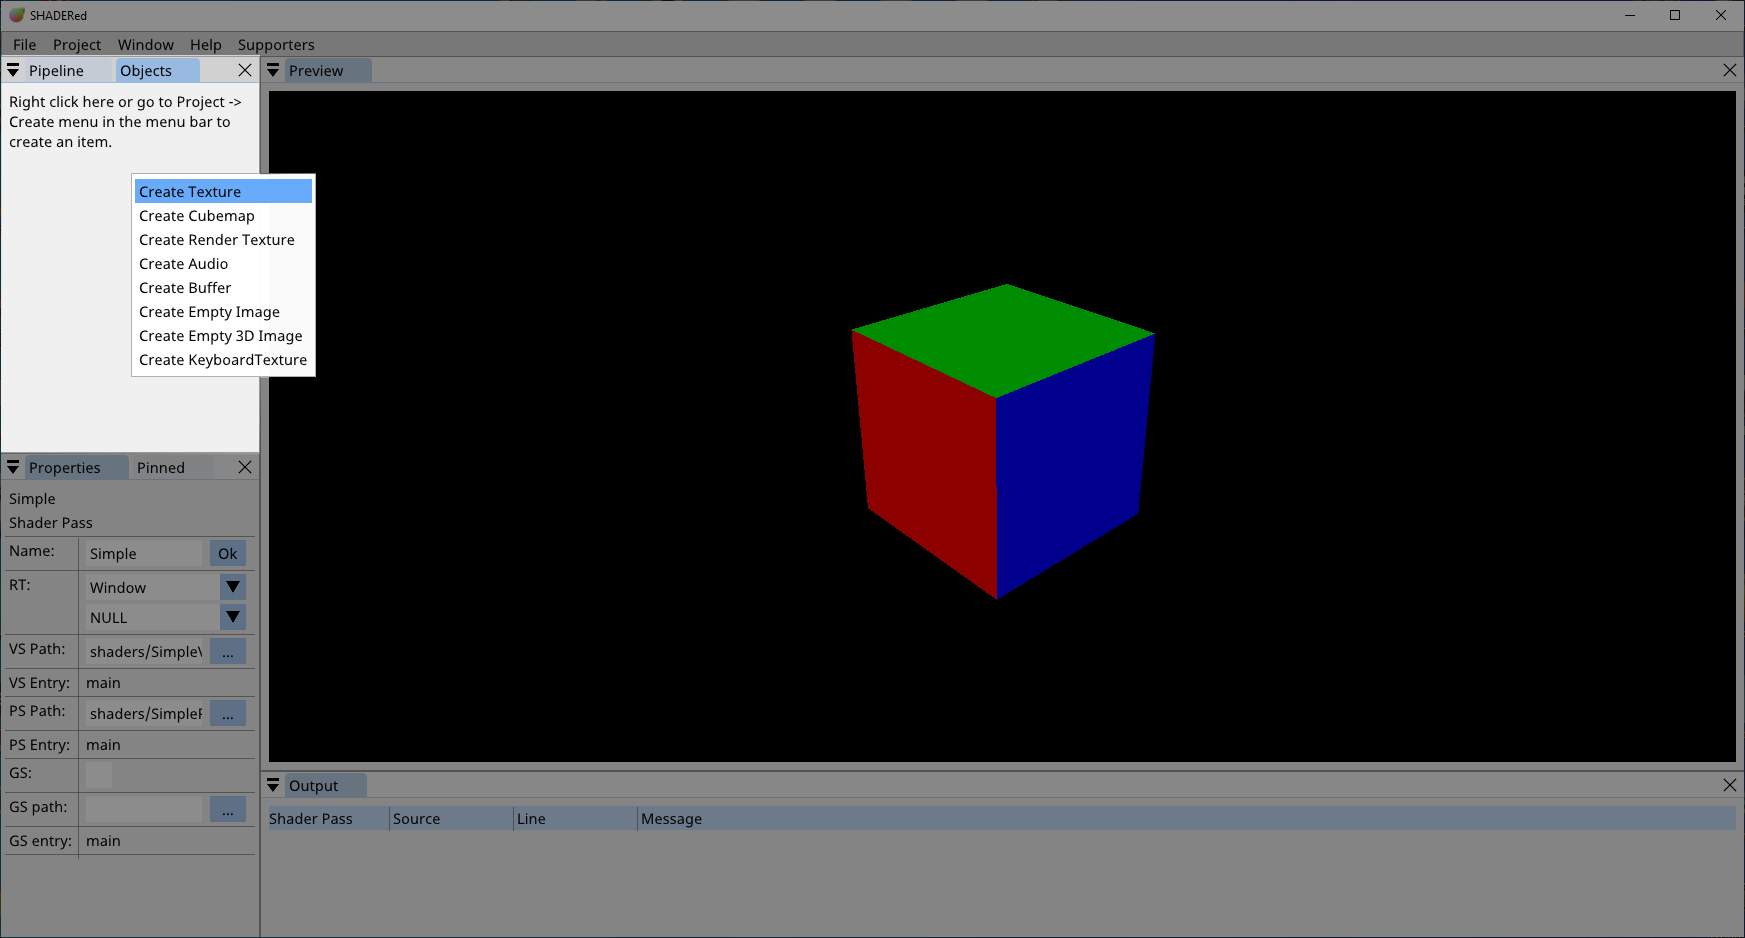 SHADERed
File Project Window Help Supporters
Pipeline Objects
Preview
Right click here or go to Project ->
Create menu in the menu bar to
create an item.
Create Texture
Create Cubemap
Create Render Texture
Create Audio
Create Buffer
Create Empty Image
Create Empty 3D Image
Create KeyboardTexture
Properties Pinned
Simple
Shader Pass
Name: Simple Ok
RT: Window
NULL
VS Path: shaders/SimpleV ...
VS Entry: main
PS Path: shaders/SimpleP ...
PS Entry: main
GS:
GS path: ...
GS entry: main
Output
Shader Pass Source Line Message